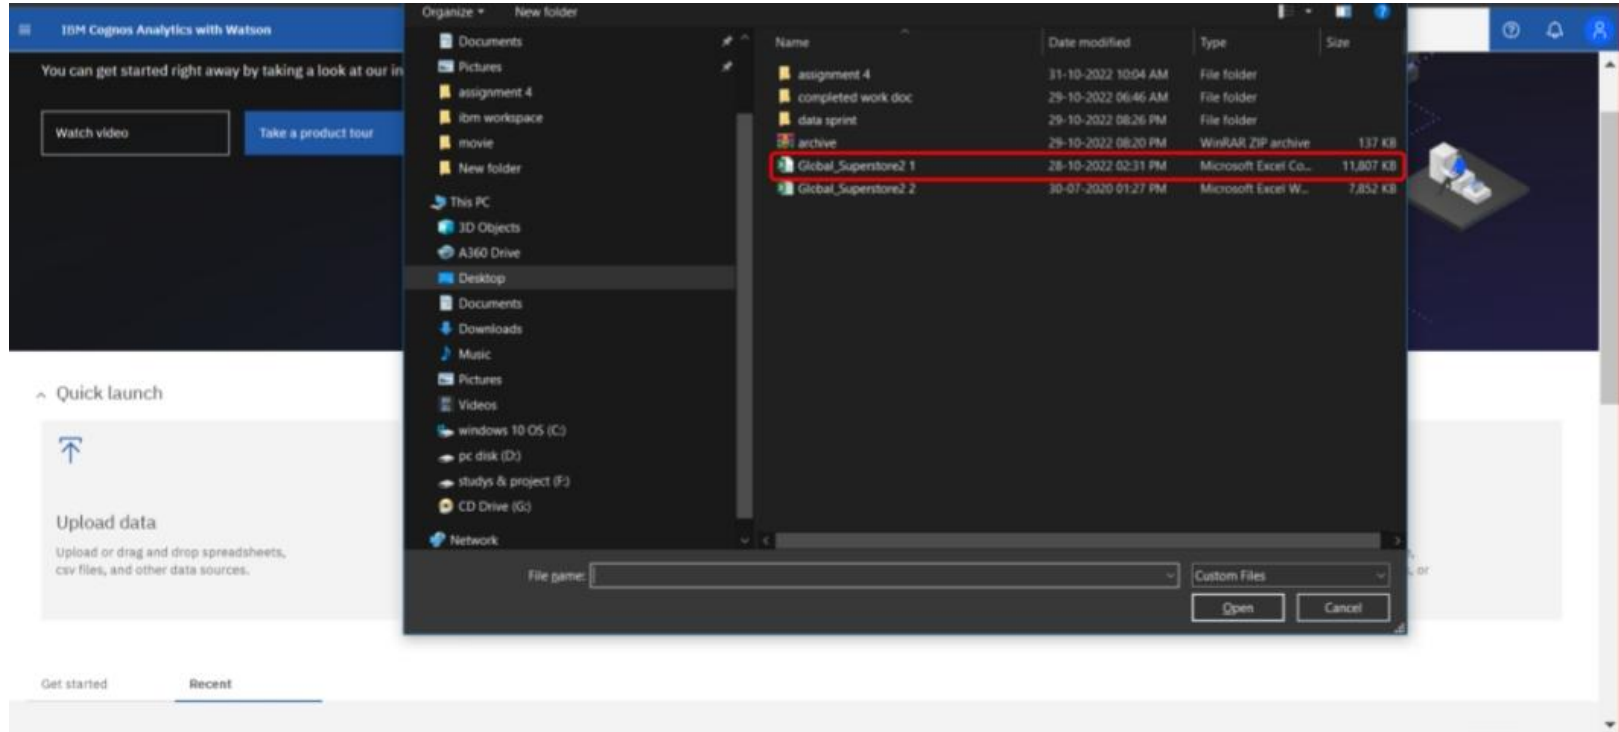 IBM Cognos Analytics with Watson
You can get started right away by taking a look at our in
Watch video
Take a product tour
Quick launch
Upload data
Upload or drag and drop spreadsheets,
csv files, and other data sources.
Get started
Recent
Organize
New folder
Documents
Pictures
assignment 4
ibm workspace
movie
New folder
This PC
3D Objects
A360 Drive
Desktop
Documents
Downloads
Music
Pictures
Videos
windows 10 OS (C:)
pc disk (D:)
studys & project (F:)
CD Drive (G:)
Network
Name Date modified Type Size
assignment 4 31-10-2022 10:04 AM File folder
completed work doc 29-10-2022 06:46 AM File folder
data sprint 29-10-2022 08:26 PM File folder
archive 29-10-2022 08:20 PM WinRAR ZIP archive 137 KB
Global_Superstore2 1 28-10-2022 02:31 PM Microsoft Excel Co... 11,807 KB
Global_Superstore2 2 30-07-2020 01:27 PM Microsoft Excel W... 7,852 KB
File name:
Custom Files
Open
Cancel
, or